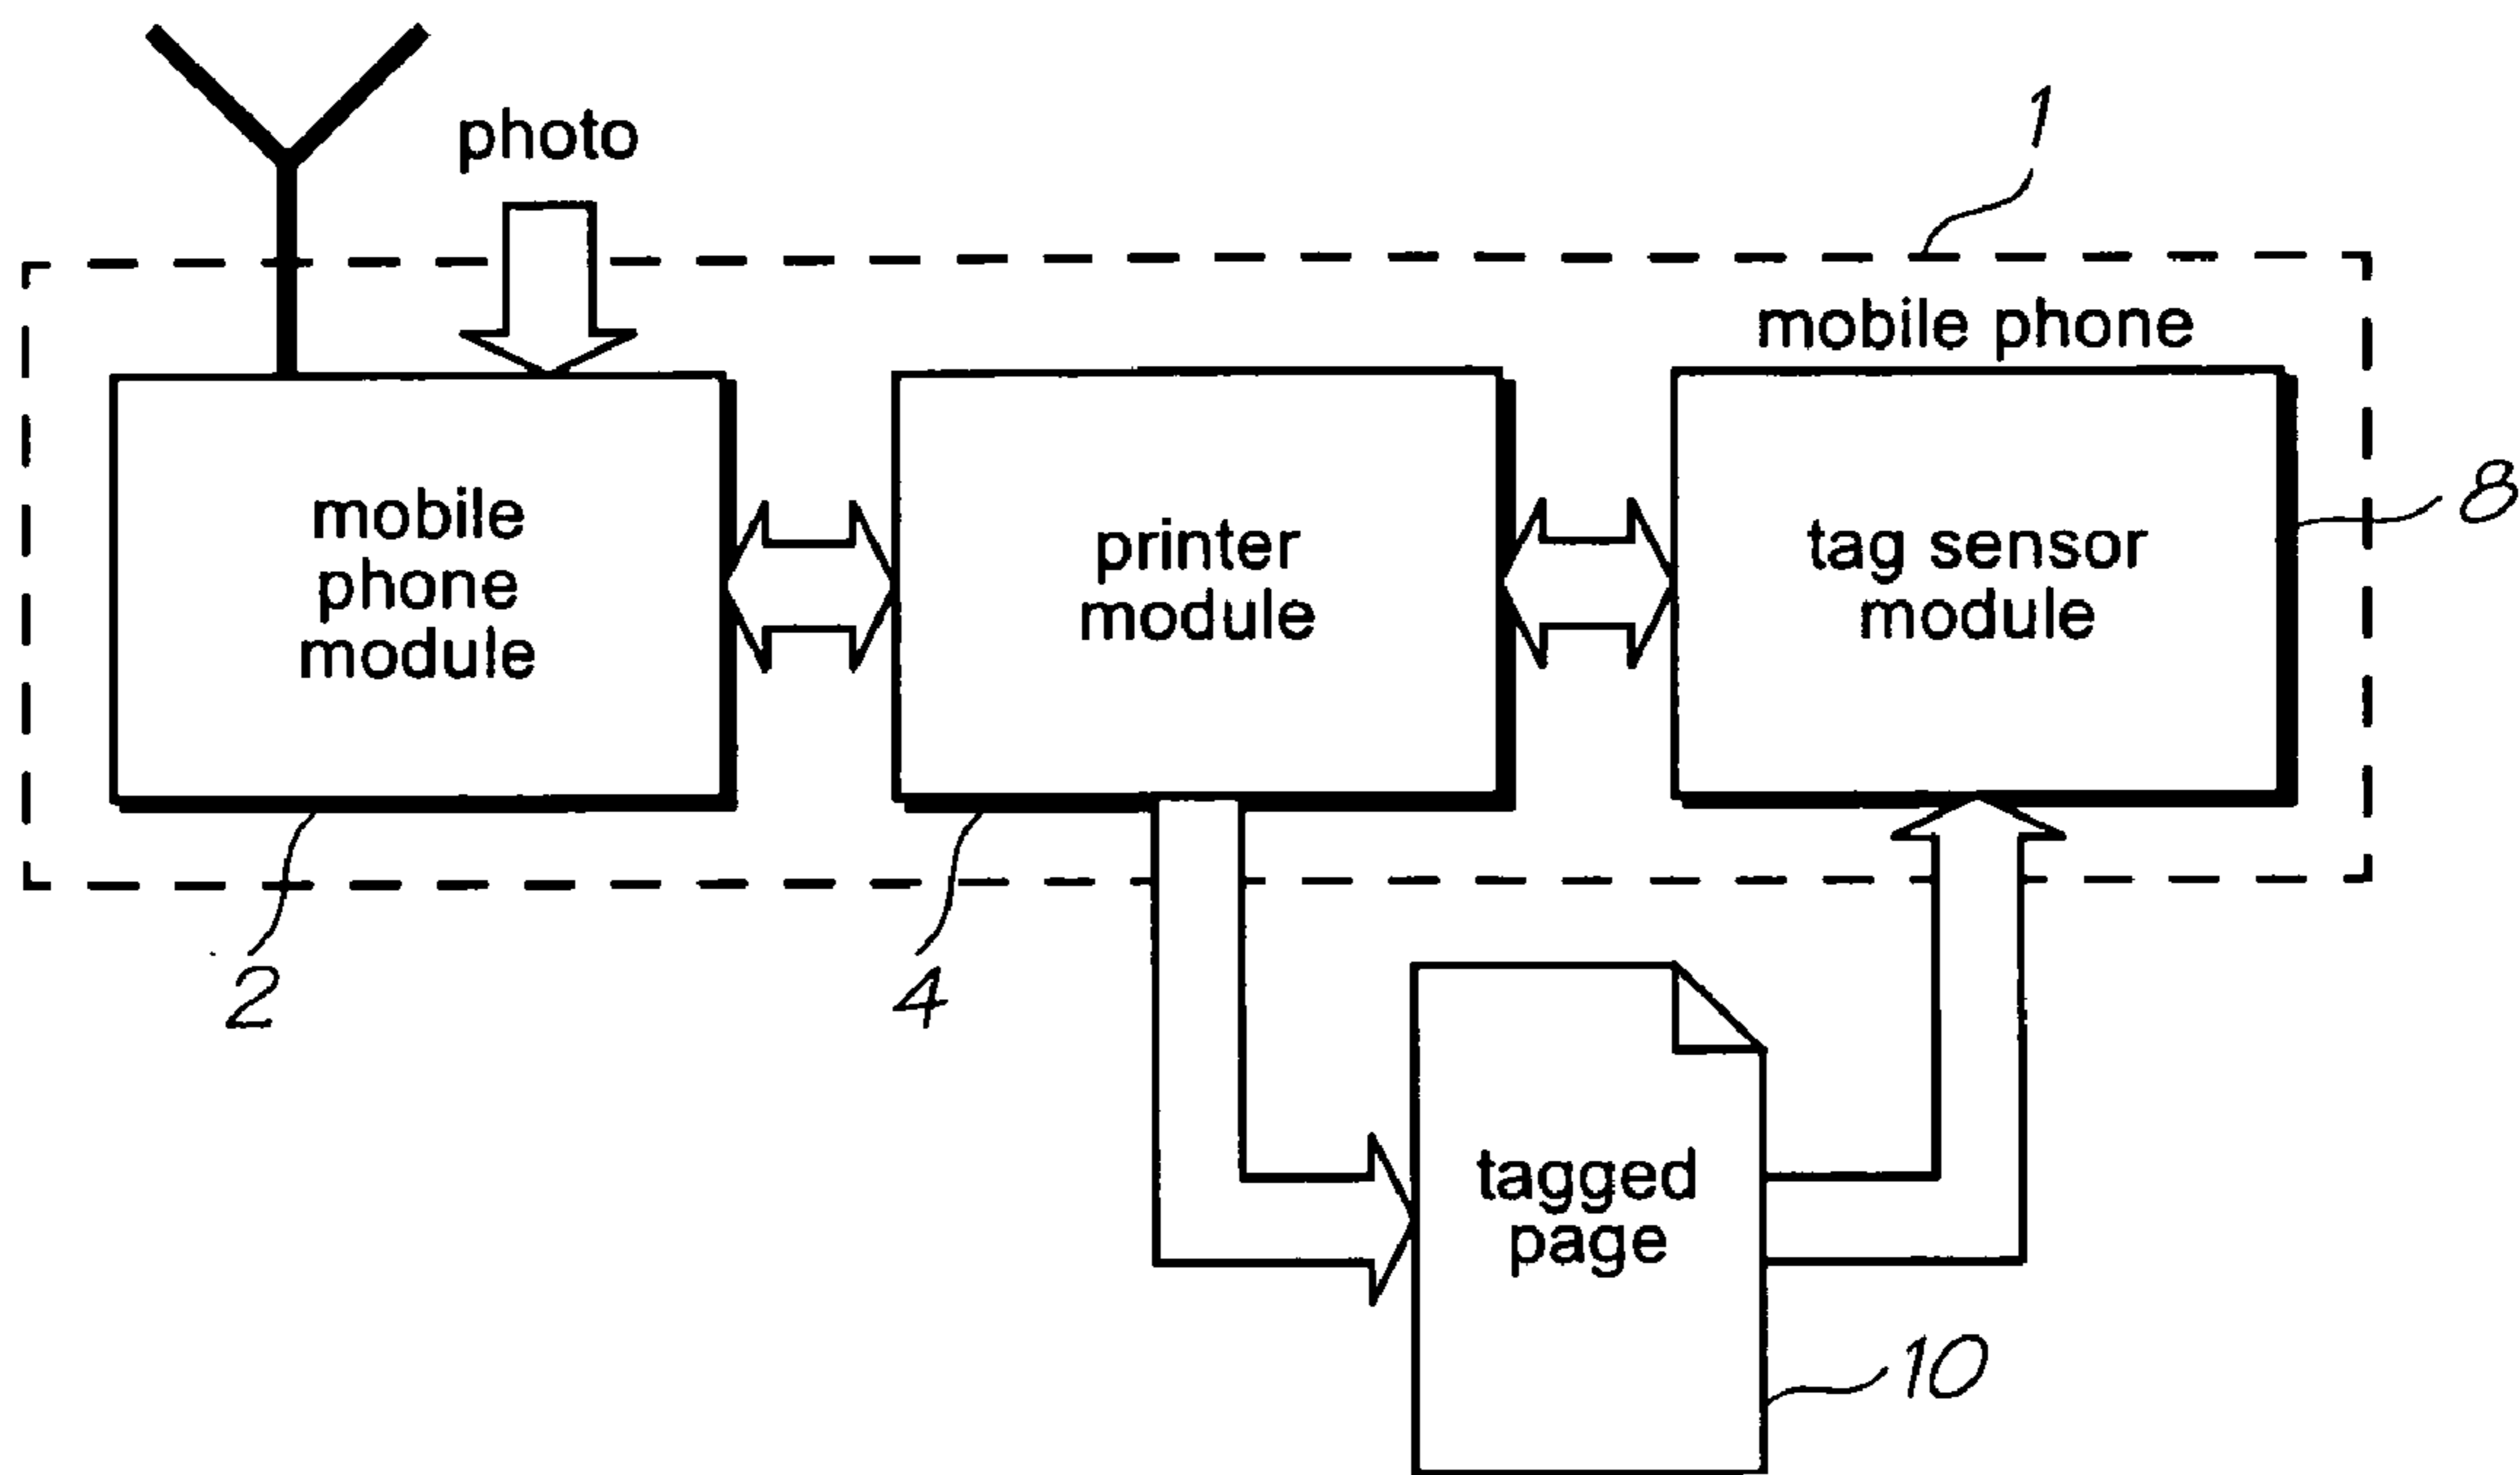 photo
1
mobile phone
mobile
phone
module
printer
module
tag sensor
module
8
2
4
tagged
page
10